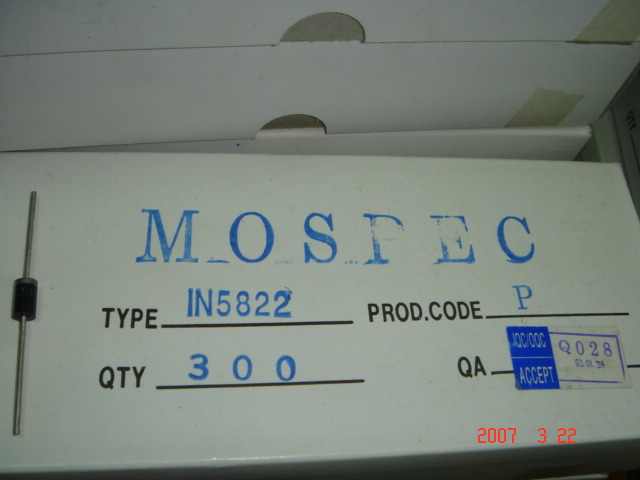 MOSPEC
TYPE IN5822 PROD.CODE P
QTY 300 QA IQC/OQC ACCEPT Q028
2007 3 22